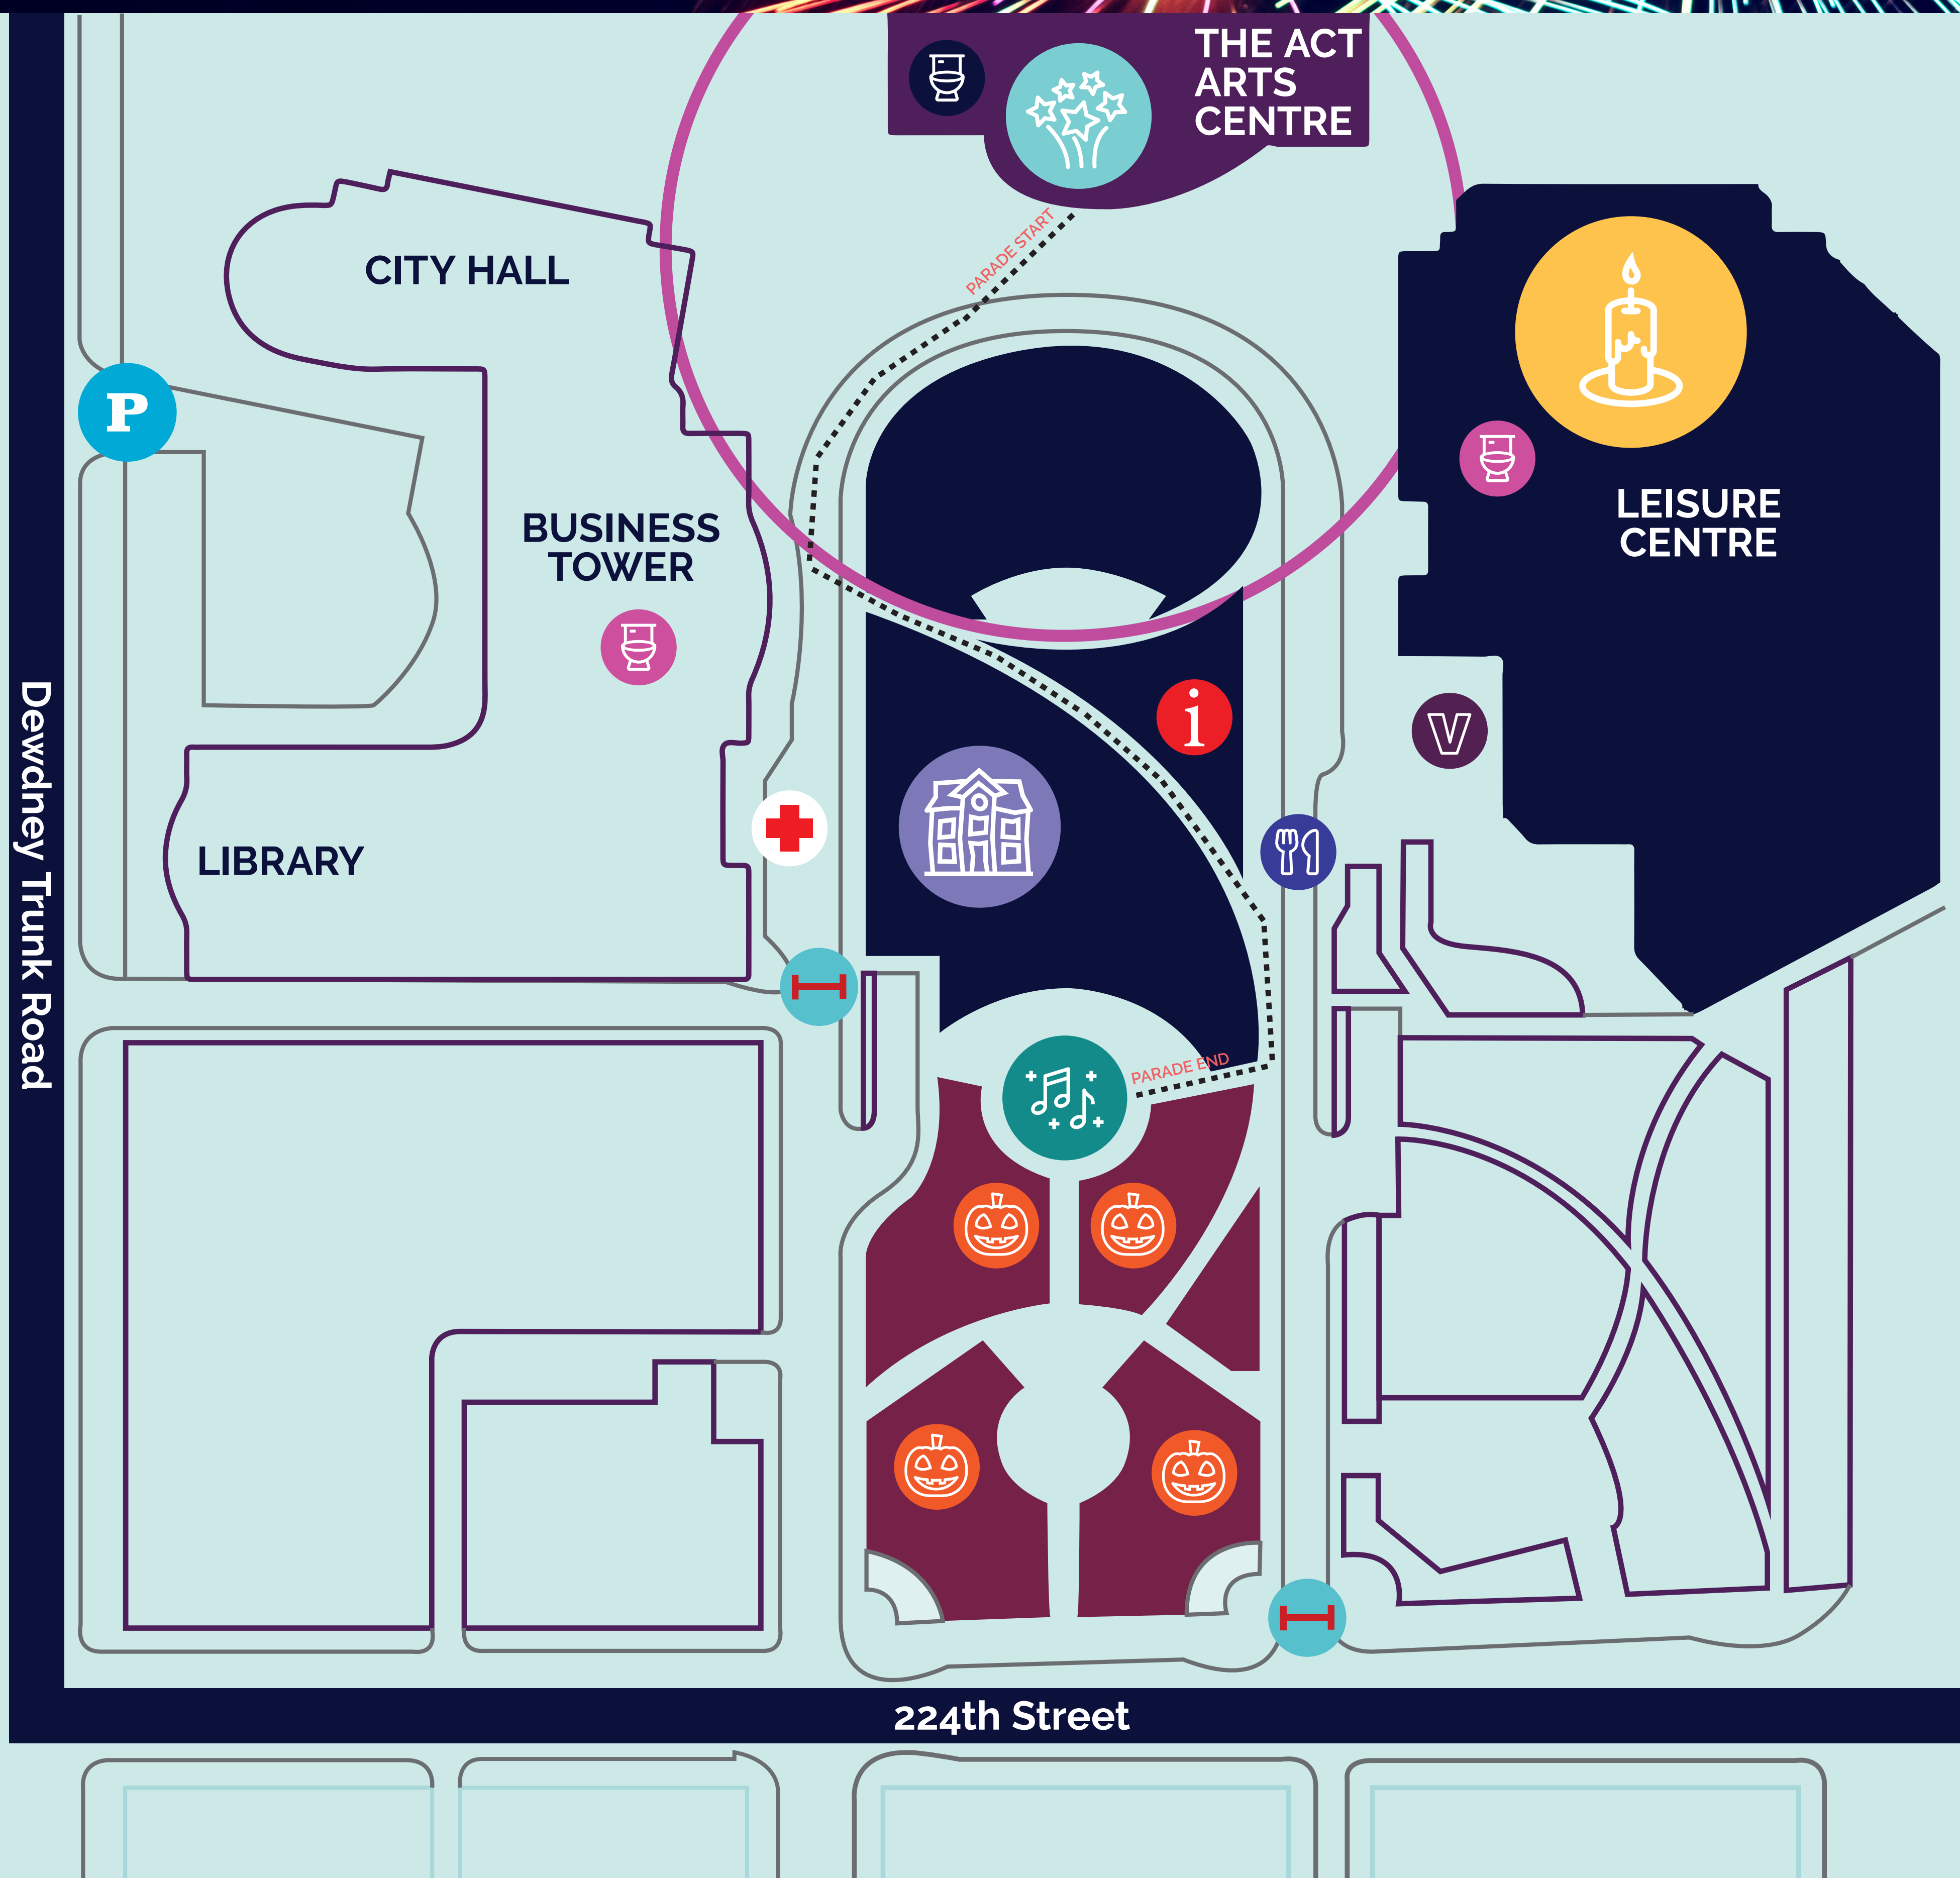 THE ACT
ARTS
CENTRE
PARADE START
CITY HALL
P
LEISURE
CENTRE
BUSINESS
TOWER
i
V
LIBRARY
Dewdney Trunk Road
PARADE END
224th Street